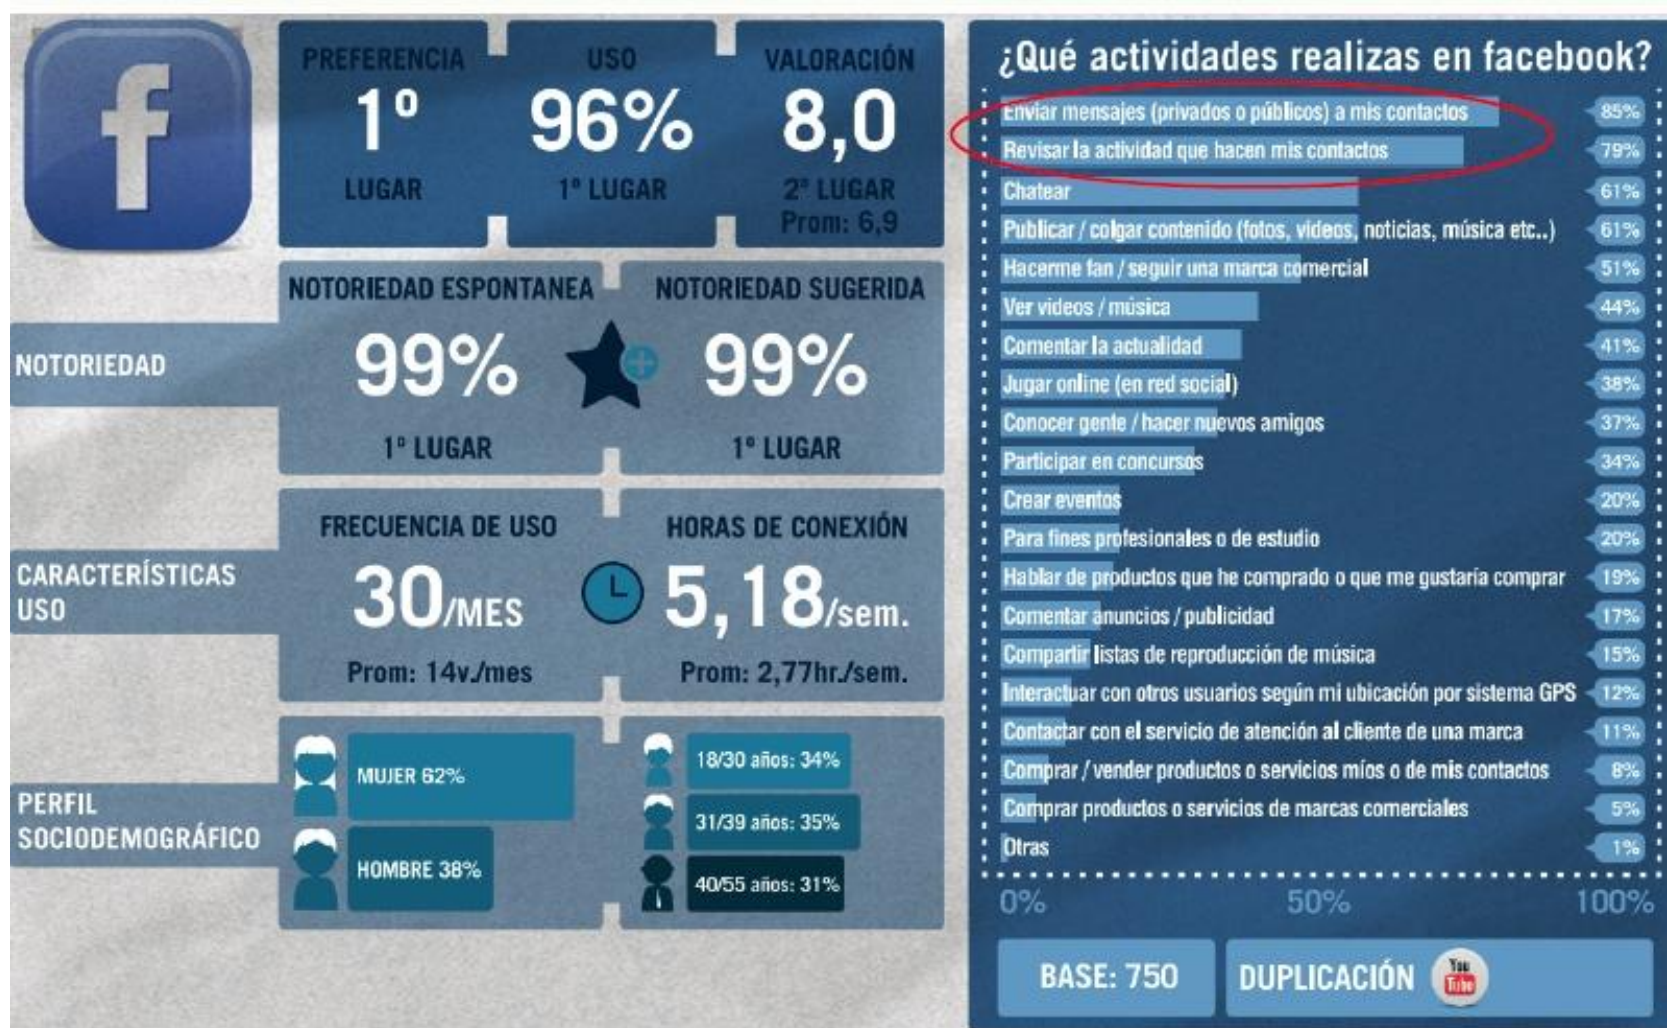 f
PREFERENCIA
1º
LUGAR
USO
96%
1º LUGAR
VALORACIÓN
8,0
2º LUGAR
Prom: 6,9
NOTORIEDAD
NOTORIEDAD ESPONTANEA
99%
1º LUGAR
NOTORIEDAD SUGERIDA
99%
1º LUGAR
CARACTERÍSTICAS
USO
FRECUENCIA DE USO
30/MES
Prom: 14v./mes
HORAS DE CONEXIÓN
5,18/sem.
Prom: 2,77hr./sem.
PERFIL
SOCIODEMOGRÁFICO
MUJER 62%
HOMBRE 38%
18/30 años: 34%
31/39 años: 35%
40/55 años: 31%
¿Qué actividades realizas en facebook?
Enviar mensajes (privados o públicos) a mis contactos 85%
Revisar la actividad que hacen mis contactos 79%
Chatear 61%
Publicar / colgar contenido (fotos, videos, noticias, música etc..) 61%
Hacerme fan / seguir una marca comercial 51%
Ver videos / música 44%
Comentar la actualidad 41%
Jugar online (en red social) 38%
Conocer gente / hacer nuevos amigos 37%
Participar en concursos 34%
Crear eventos 20%
Para fines profesionales o de estudio 20%
Hablar de productos que he comprado o que me gustaría comprar 19%
Comentar anuncios / publicidad 17%
Compartir listas de reproducción de música 15%
Interactuar con otros usuarios según mi ubicación por sistema GPS 12%
Contactar con el servicio de atención al cliente de una marca 11%
Comprar / vender productos o servicios míos o de mis contactos 8%
Comprar productos o servicios de marcas comerciales 5%
Otras 1%
0% 50% 100%
BASE: 750
DUPLICACIÓN
You
Tube